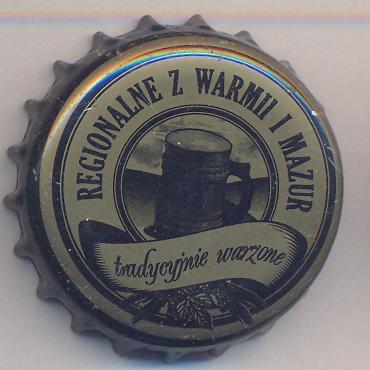 REGIONALNE Z WARMII I MAZUR
tradycyjnie warzone